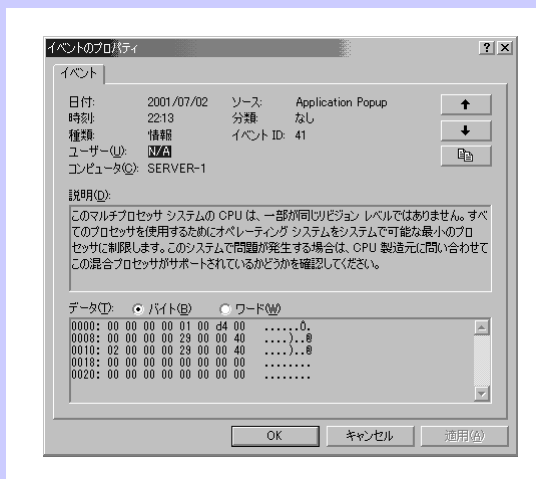 イベントのプロパティ
イベント
日付: 2001/07/02 ソース: Application Popup
時刻: 22:13 分類: なし
種類: 情報 イベント ID: 41
ユーザー(U): N/A
コンピュータ(C): SERVER-1
説明(D):
このマルチプロセッサ システムの CPU は、一部が同じリビジョン レベルではありません。すべ
てのプロセッサを使用するためにオペレーティング システムをシステムで可能な最小のプロ
セッサに制限します。このシステムで問題が発生する場合は、CPU 製造元に問い合わせて
この混合プロセッサがサポートされているかどうかを確認してください。
データ(T): バイト(B) ワード(W)
0000: 00 00 00 00 01 00 d4 00 ......Ô.
0008: 00 00 00 00 29 00 00 40 ....)..@
0010: 02 00 00 00 29 00 00 40 ....)..@
0018: 00 00 00 00 00 00 00 00 ........
0020: 00 00 00 00 00 00 00 00 ........
OK キャンセル 適用(A)